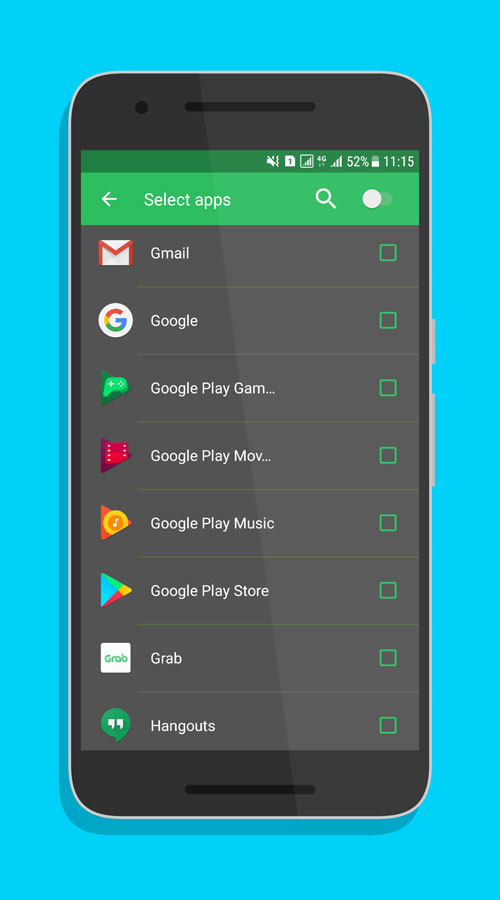 1 4G 52% 11:15
Select apps
Gmail
G Google
Google Play Gam...
Google Play Mov...
Google Play Music
Google Play Store
Grab Grab
Hangouts